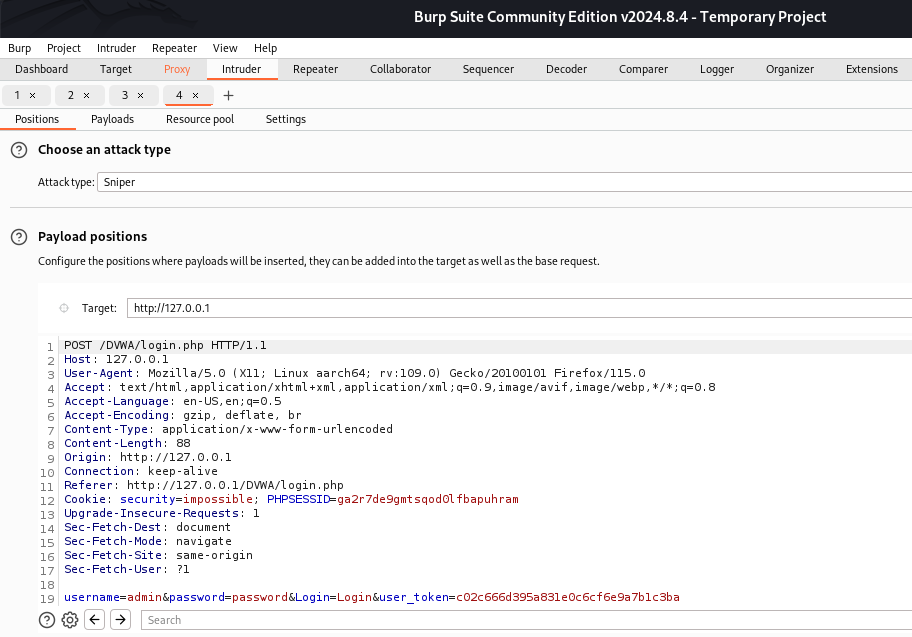 Burp Suite Community Edition v2024.8.4 - Temporary Project
Burp Project Intruder Repeater View Help
Dashboard Target Proxy Intruder Repeater Collaborator Sequencer Decoder Comparer Logger Organizer Extensions
1 × 2 × 3 × 4 × +
Positions Payloads Resource pool Settings
? Choose an attack type
Attack type: Sniper
? Payload positions
Configure the positions where payloads will be inserted, they can be added into the target as well as the base request.
Target: http://127.0.0.1
1 POST /DVWA/login.php HTTP/1.1
2 Host: 127.0.0.1
3 User-Agent: Mozilla/5.0 (X11; Linux aarch64; rv:109.0) Gecko/20100101 Firefox/115.0
4 Accept: text/html,application/xhtml+xml,application/xml;q=0.9,image/avif,image/webp,*/*;q=0.8
5 Accept-Language: en-US,en;q=0.5
6 Accept-Encoding: gzip, deflate, br
7 Content-Type: application/x-www-form-urlencoded
8 Content-Length: 88
9 Origin: http://127.0.0.1
10 Connection: keep-alive
11 Referer: http://127.0.0.1/DVWA/login.php
12 Cookie: security=impossible; PHPSESSID=ga2r7de9gmtsqod0lfbapuhram
13 Upgrade-Insecure-Requests: 1
14 Sec-Fetch-Dest: document
15 Sec-Fetch-Mode: navigate
16 Sec-Fetch-Site: same-origin
17 Sec-Fetch-User: ?1
18
19 username=admin&password=password&Login=Login&user_token=c02c666d395a831e0c6cf6e9a7b1c3ba
? Search